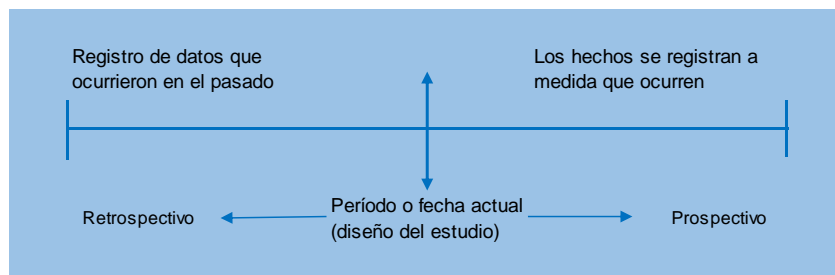 Registro de datos que
ocurrieron en el pasado
Los hechos se registran a
medida que ocurren
Retrospectivo
Período o fecha actual
(diseño del estudio)
Prospectivo